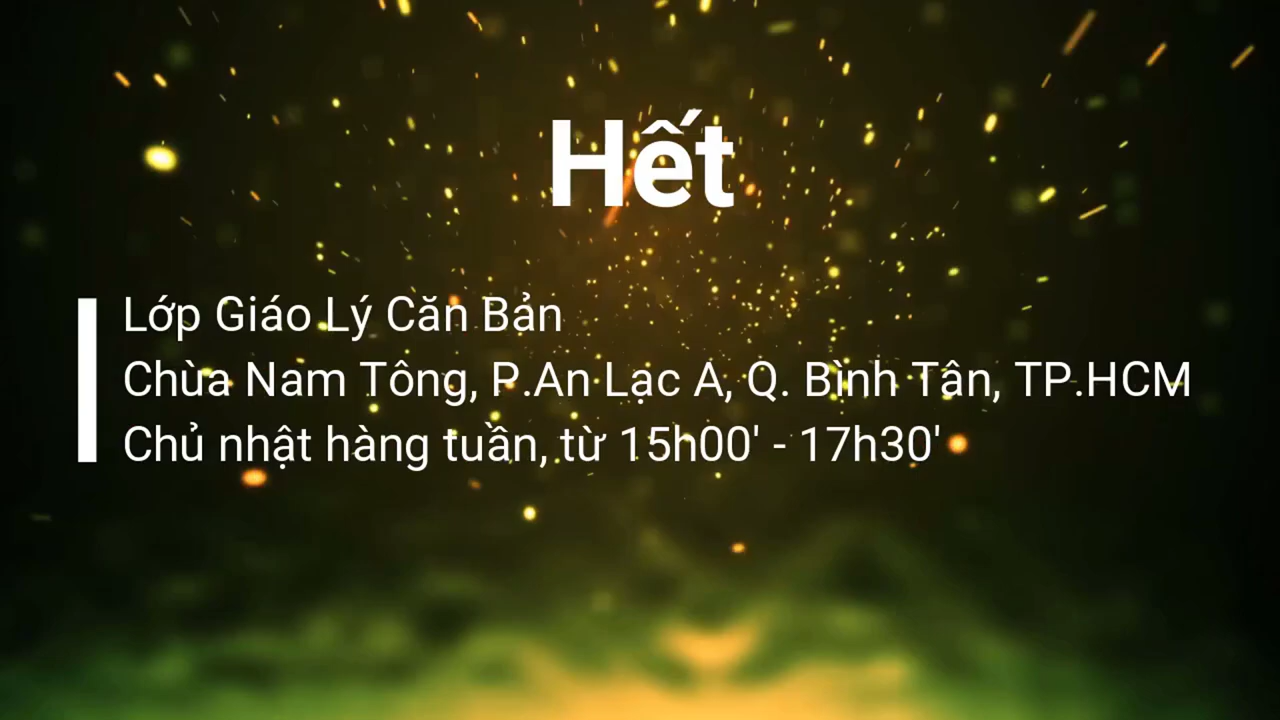 Hết
Lớp Giáo Lý Căn Bản
Chùa Nam Tông, P.An Lạc A, Q. Bình Tân, TP.HCM
Chủ nhật hàng tuần, từ 15h00' - 17h30'